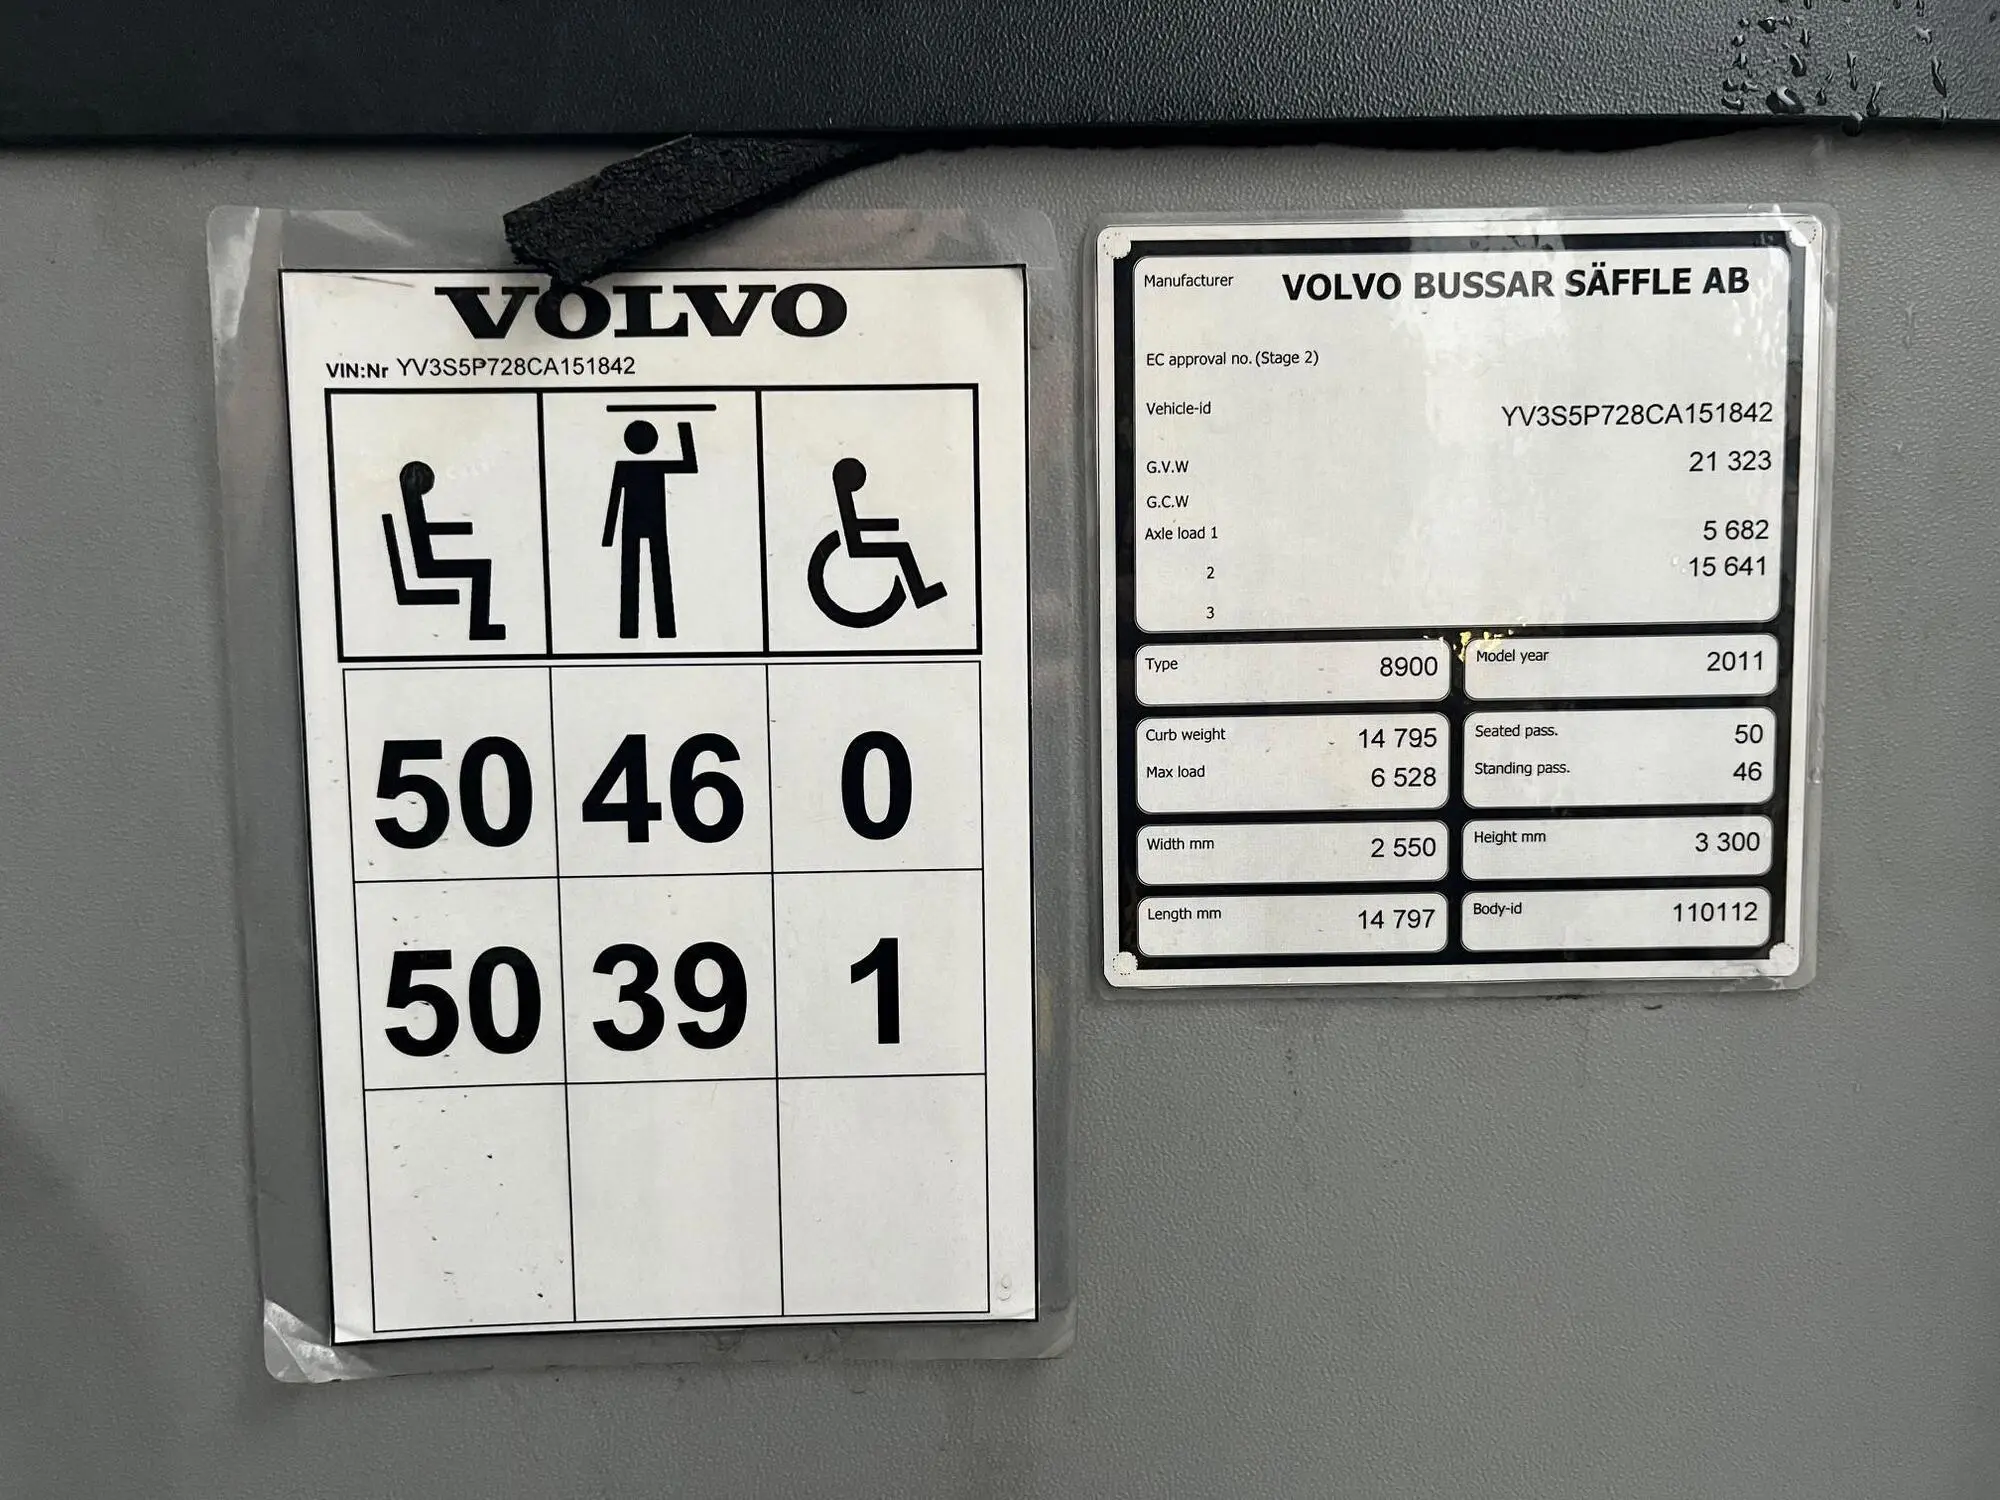 VOLVO
VIN:Nr YV3S5P728CA151842
50 46 0
50 39 1
Manufacturer VOLVO BUSSAR SÄFFLE AB
EC approval no. (Stage 2)
Vehicle-id YV3S5P728CA151842
G.V.W 21 323
G.C.W
Axle load 1 5 682
2 15 641
3
Type 8900 Model year 2011
Curb weight 14 795 Seated pass. 50
Max load 6 528 Standing pass. 46
Width mm 2 550 Height mm 3 300
Length mm 14 797 Body-id 110112